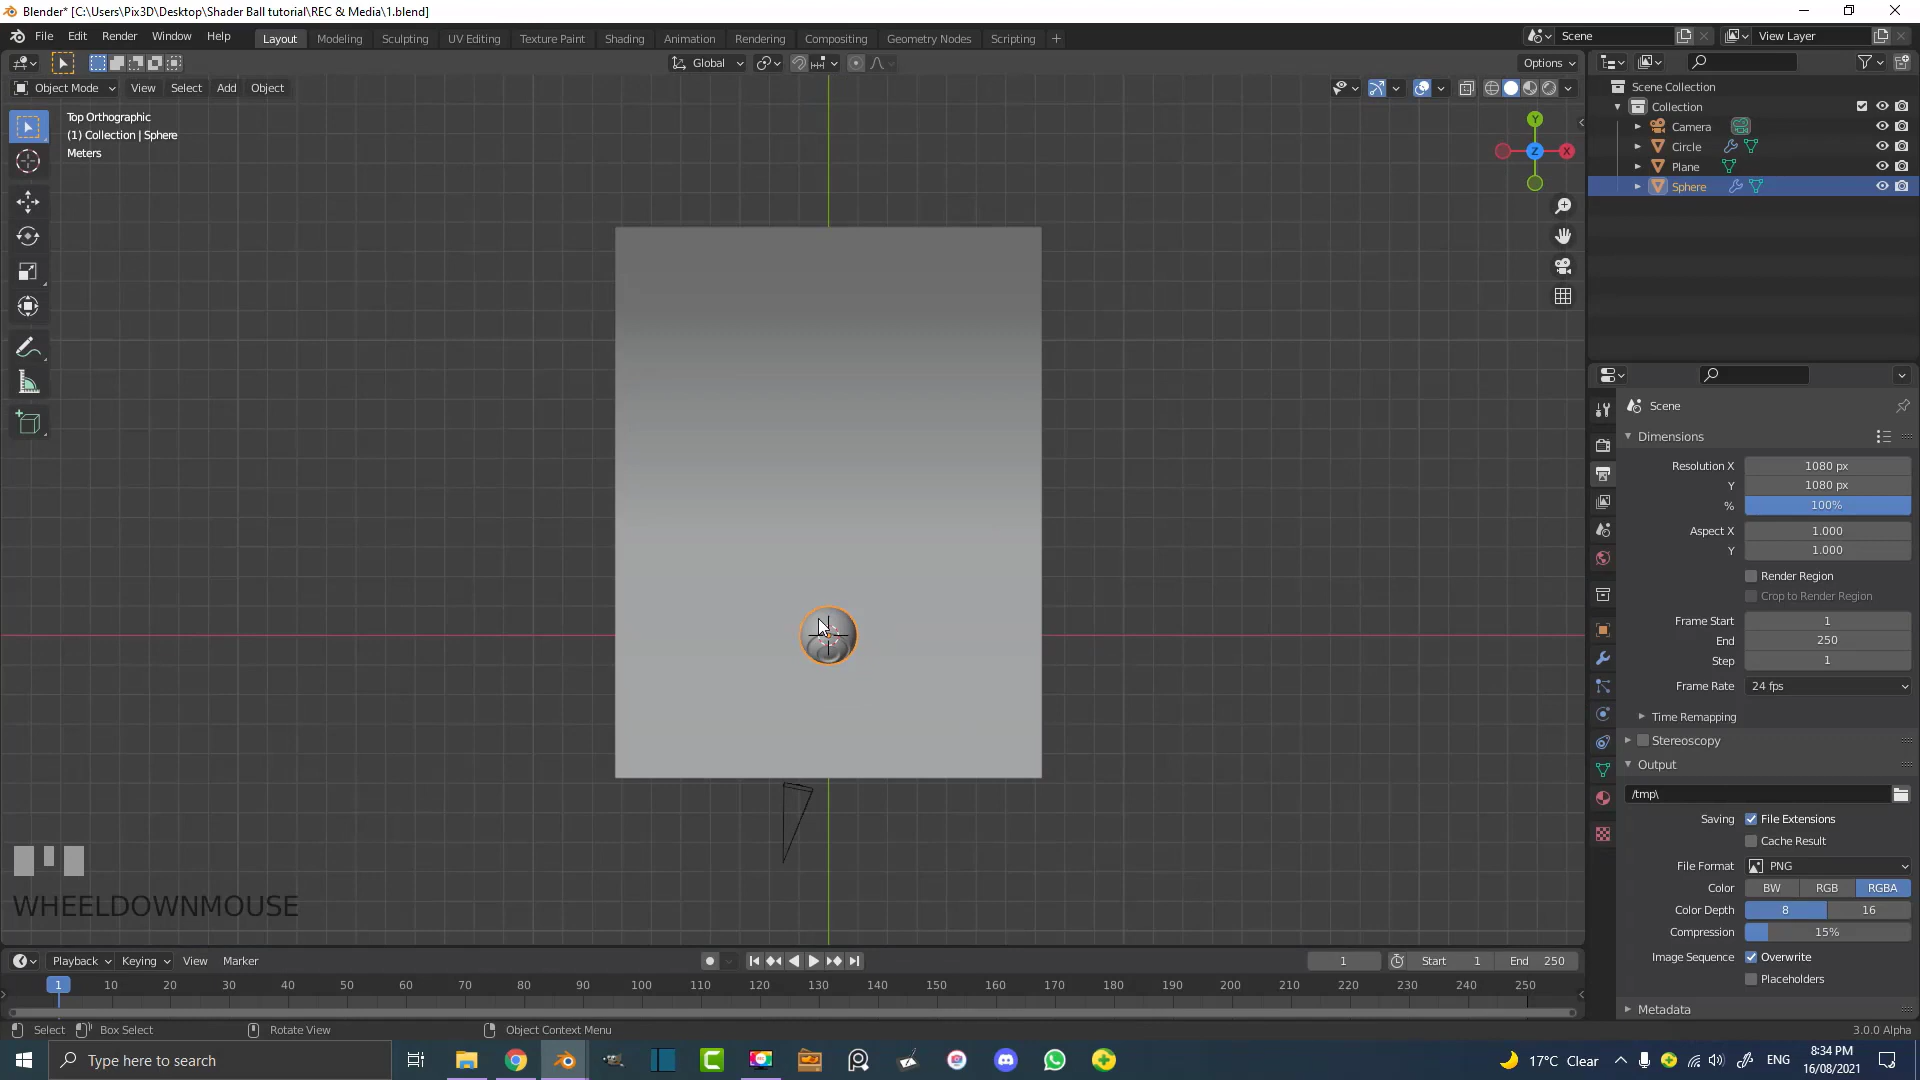 Blender* [C:\Users\Pix3D\Desktop\Shader Ball tutorial\REC & Media\1.blend]
File Edit Render Window Help Layout Modeling Sculpting UV Editing Texture Paint Shading Animation Rendering Compositing Geometry Nodes Scripting + Scene View Layer
Global Options
Object Mode View Select Add Object
Top Orthographic
(1) Collection | Sphere
Meters
Y
Z
X
Scene Collection
Collection
Camera
Circle
Plane
Sphere
Scene
Dimensions
Resolution X 1080 px
Y 1080 px
% 100%
Aspect X 1.000
Y 1.000
Render Region
Crop to Render Region
Frame Start 1
End 250
Step 1
Frame Rate 24 fps
Time Remapping
Stereoscopy
Output
/tmp\
Saving File Extensions
Cache Result
File Format PNG
Color BW RGB RGBA
Color Depth 8 16
Compression 15%
Image Sequence Overwrite
Placeholders
Metadata
WHEELDOWNMOUSE
Playback Keying View Marker 1 Start 1 End 250
1 10 20 30 40 50 60 70 80 90 100 110 120 130 140 150 160 170 180 190 200 210 220 230 240 250
Select Box Select Rotate View Object Context Menu 3.0.0 Alpha
Type here to search 17°C Clear ENG 8:34 PM
16/08/2021